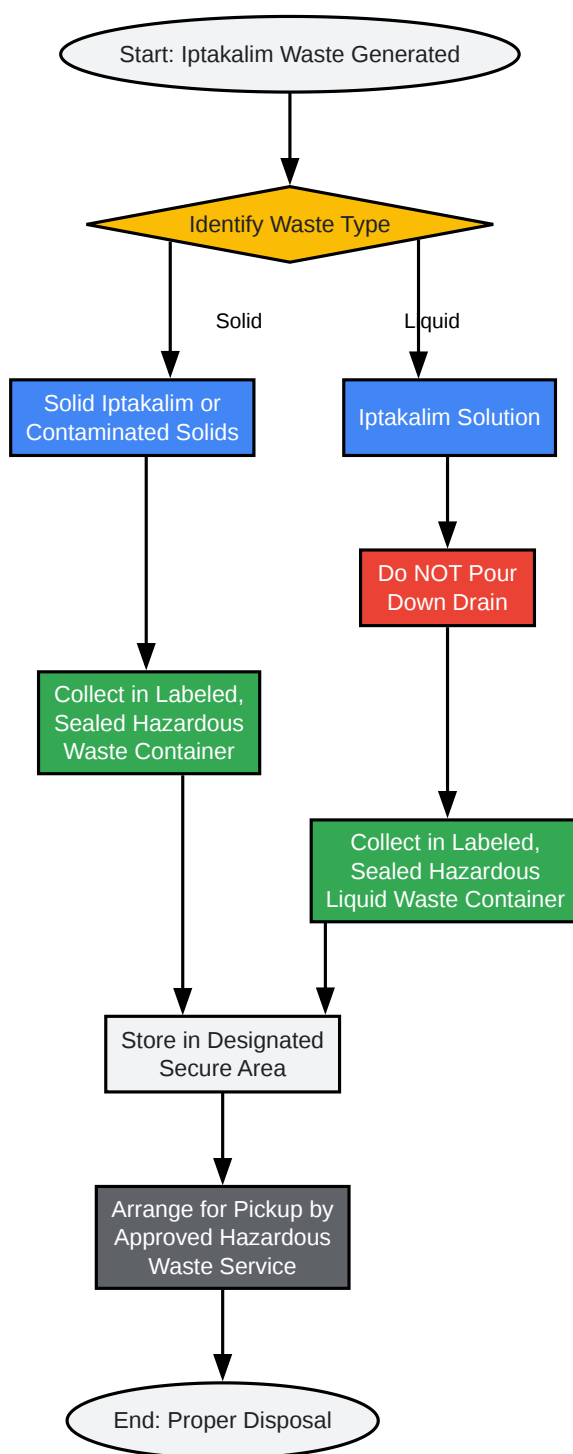 Start: Iptakalim Waste Generated
Identify Waste Type
Solid
Liquid
Solid Iptakalim or
Contaminated Solids
Iptakalim Solution
Do NOT Pour
Down Drain
Collect in Labeled,
Sealed Hazardous
Waste Container
Collect in Labeled,
Sealed Hazardous
Liquid Waste Container
Store in Designated
Secure Area
Arrange for Pickup by
Approved Hazardous
Waste Service
End: Proper Disposal